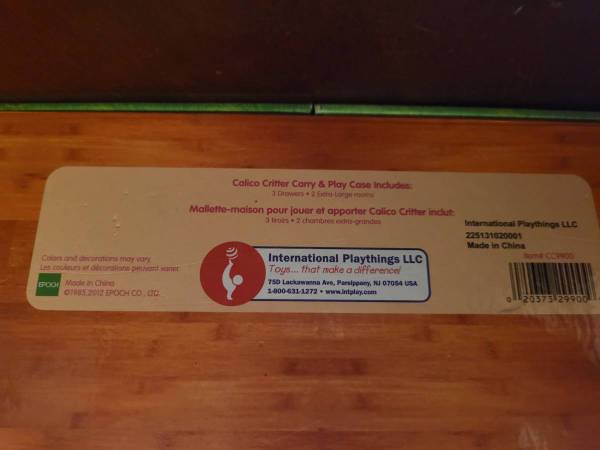 Calico Critter Carry & Play Case Includes:
3 Drawers • 2 Extra-Large rooms
Mallette-maison pour jouer et apporter Calico Critter inclut:
3 tiroirs • 2 chambres extra-grandes
International Playthings LLC
225131020001
Made in China
Item# CC9900
0 20373 29900
Colors and decorations may vary.
Les couleurs et décorations peuvent varier.
EPOCH
Made in China
©1985, 2012 EPOCH CO., LTD.
International Playthings LLC
Toys... that make a difference!
75D Lackawanna Ave, Parsippany, NJ 07054 USA
1-800-631-1272 • www.intplay.com